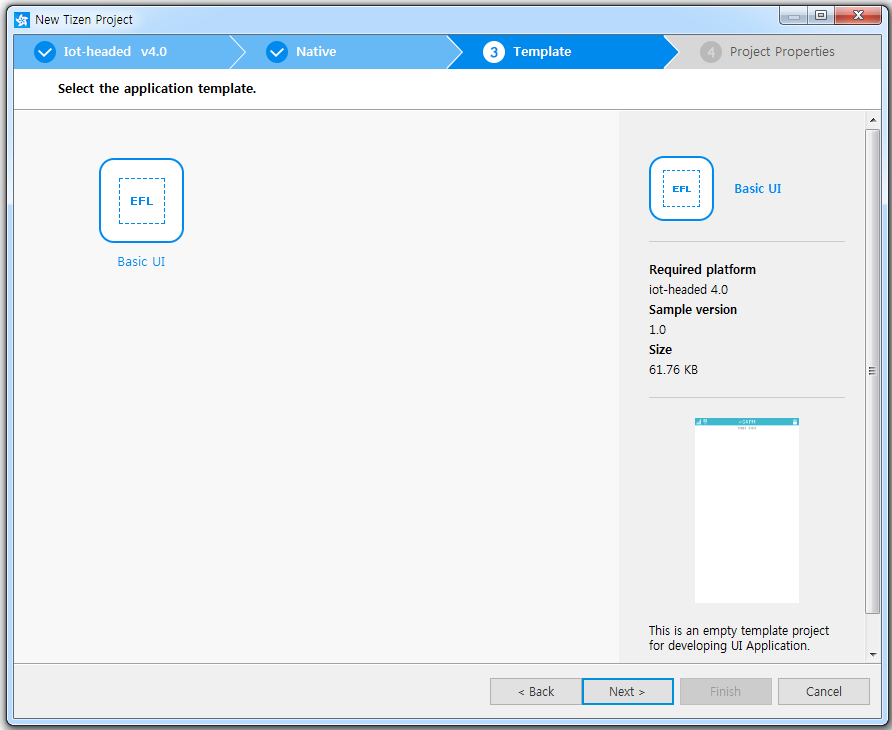 New Tizen Project
Iot-headed v4.0
Native
3 Template
4 Project Properties
Select the application template.
EFL
Basic UI
EFL
Basic UI
Required platform
iot-headed 4.0
Sample version
1.0
Size
61.76 KB
This is an empty template project
for developing UI Application.
< Back
Next >
Finish
Cancel